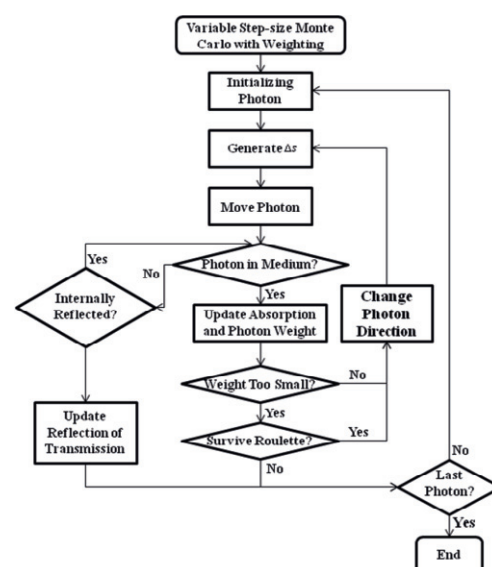 Variable Step-size Monte
Carlo with Weighting
Initializing
Photon
Generate Δs
Move Photon
Yes
No
Photon in Medium?
Internally
Reflected?
Yes
Update Absorption
and Photon Weight
Change
Photon
Direction
Weight Too Small?
No
Yes
Update
Reflection of
Transmission
Survive Roulette?
Yes
No
No
Last
Photon?
Yes
End